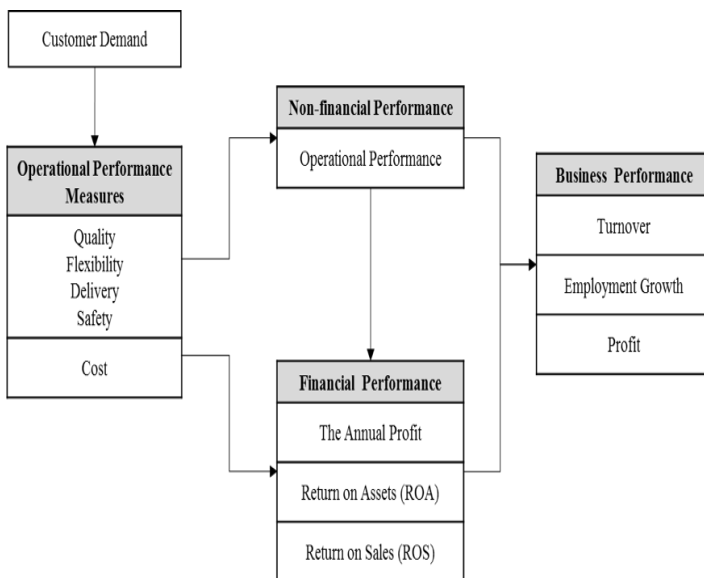 Customer Demand
Operational Performance
Measures
Quality
Flexibility
Delivery
Safety
Cost
Non-financial Performance
Operational Performance
Financial Performance
The Annual Profit
Return on Assets (ROA)
Return on Sales (ROS)
Business Performance
Turnover
Employment Growth
Profit